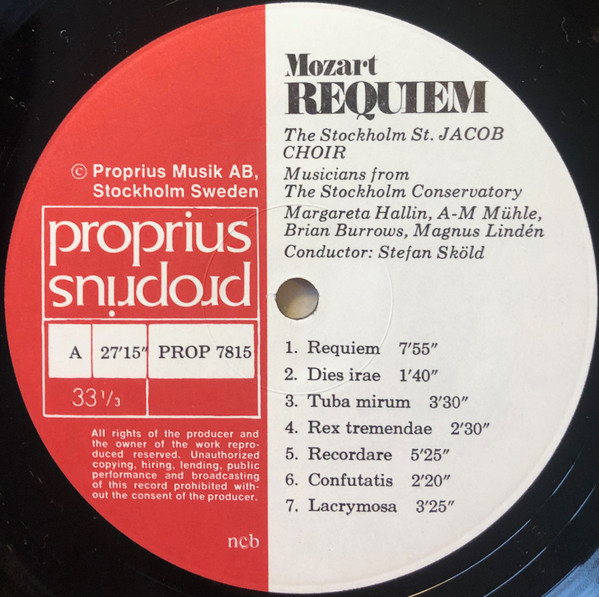 Mozart
REQUIEM
The Stockholm St. JACOB
CHOIR
Musicians from
The Stockholm Conservatory
Margareta Hallin, A-M Mühle,
Brian Burrows, Magnus Lindén
Conductor: Stefan Sköld
© Proprius Musik AB,
Stockholm Sweden
proprius
proprius
A 27'15" PROP 7815
33 1/3
All rights of the producer and
the owner of the work repro-
duced reserved. Unauthorized
copying, hiring, lending, public
performance and broadcasting
of this record prohibited with-
out the consent of the producer.
ncb
1. Requiem 7'55"
2. Dies irae 1'40"
3. Tuba mirum 3'30"
4. Rex tremendae 2'30"
5. Recordare 5'25"
6. Confutatis 2'20"
7. Lacrymosa 3'25"